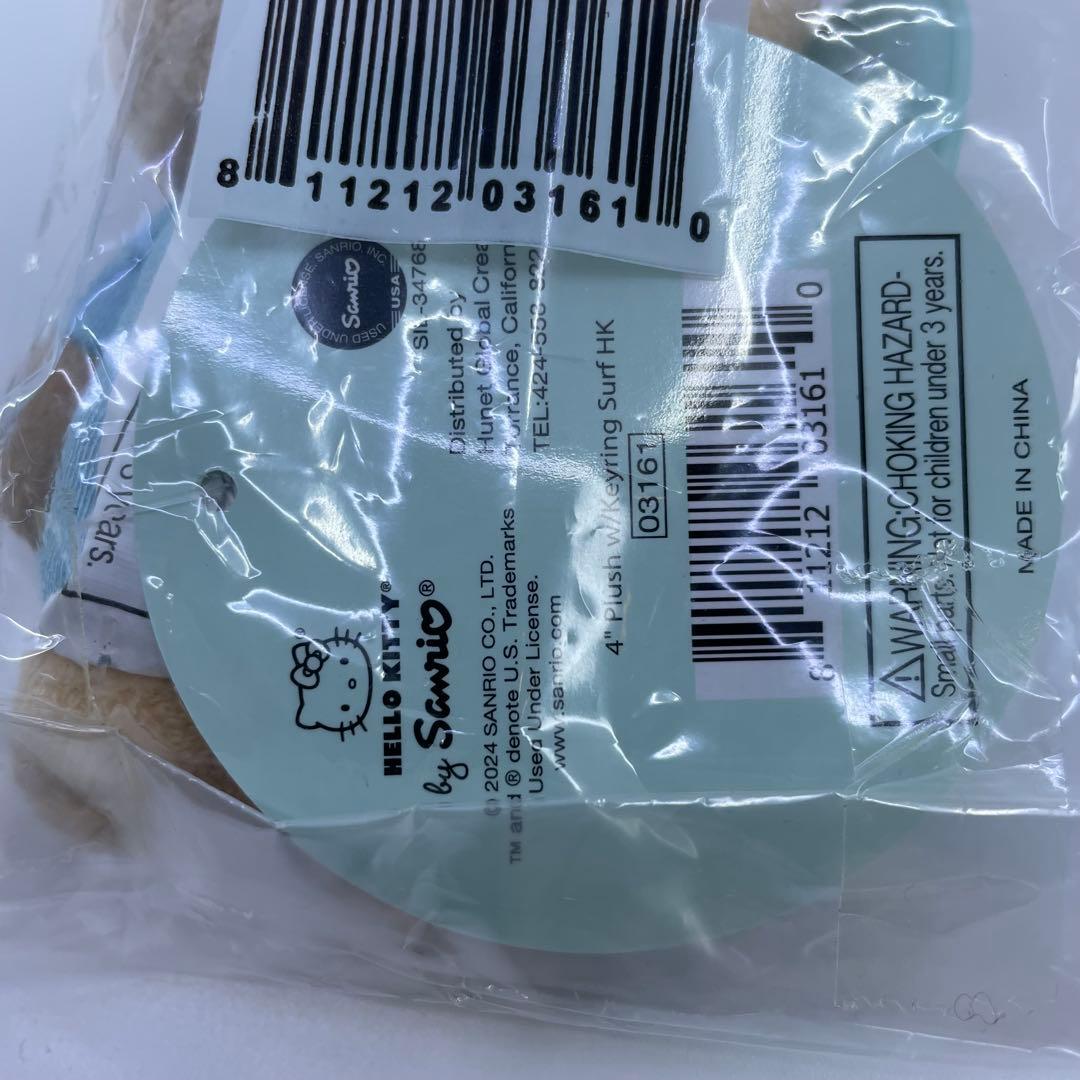 8 11212 03161 0
USED UNDER LICENSE, SANRIO, INC.
Sanrio
USA
HELLO KITTY®
by Sanrio®
© 2024 SANRIO CO., LTD.
TM and ® denote U.S. Trademarks
Used Under License.
www.sanrio.com
Distributed by
Hunet Global Crea
Torrance, Californ
4" Plush w/Keyring Surf HK
03161
8 11212 03161 0
⚠WARNING:CHOKING HAZARD-
Small parts. Not for children under 3 years.
MADE IN CHINA